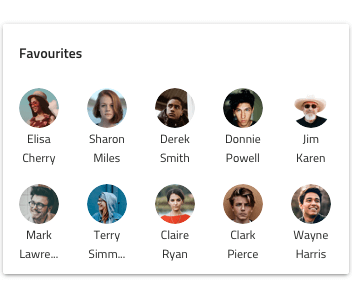 Favourites
Elisa Sharon Derek Donnie Jim
Cherry Miles Smith Powell Karen
Mark Terry Claire Clark Wayne
Lawre... Simm... Ryan Pierce Harris